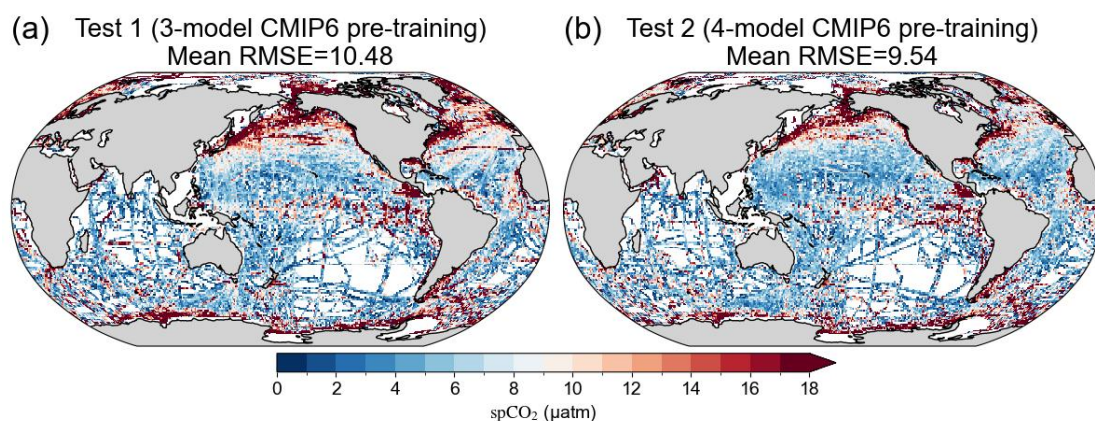 (a) Test 1 (3-model CMIP6 pre-training)
Mean RMSE=10.48
(b) Test 2 (4-model CMIP6 pre-training)
Mean RMSE=9.54
0 2 4 6 8 10 12 14 16 18
spCO₂ (µatm)